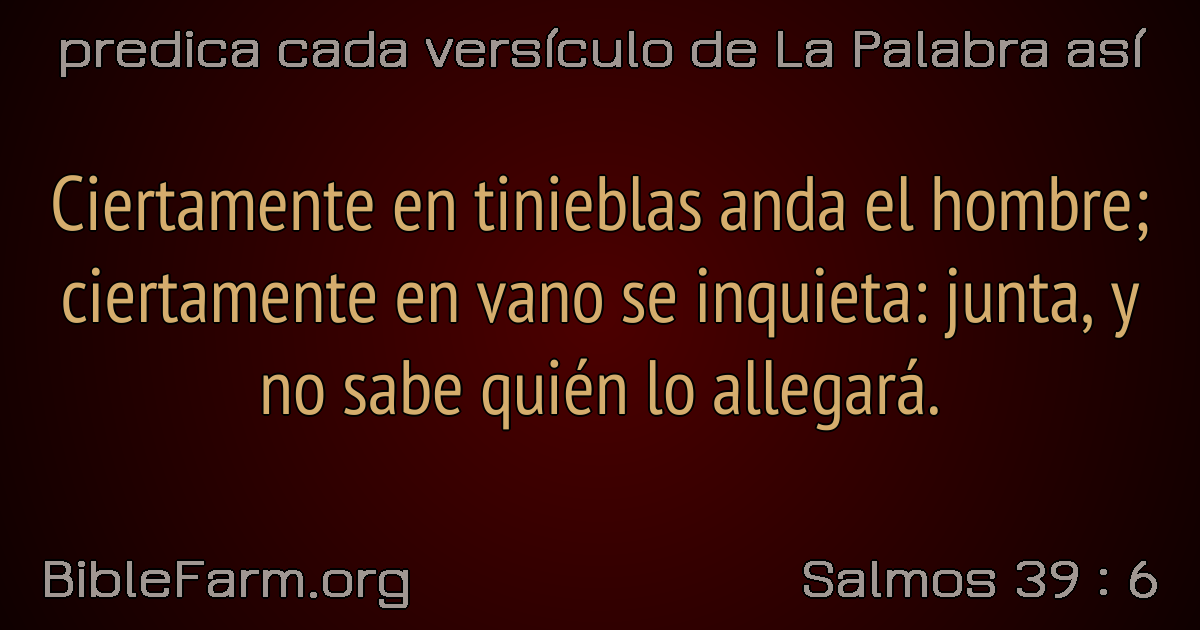 predica cada versículo de La Palabra así
Ciertamente en tinieblas anda el hombre;
ciertamente en vano se inquieta: junta, y
no sabe quién lo allegará.
BibleFarm.org
Salmos 39 : 6